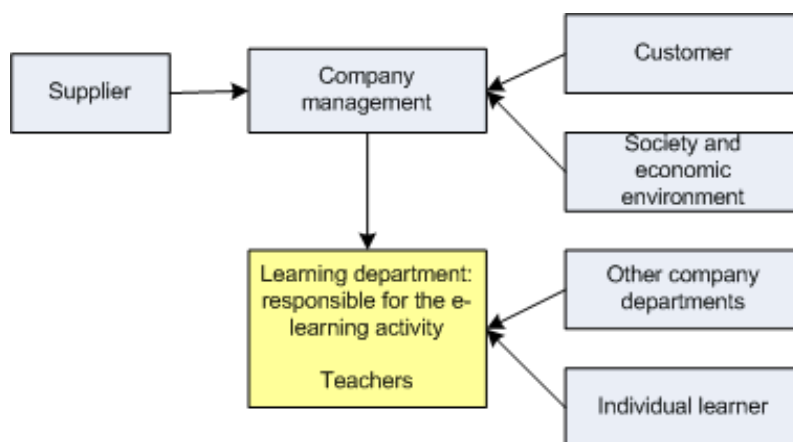 Supplier
Company
management
Customer
Society and
economic
environment
Learning department:
responsible for the e-
learning activity
Teachers
Other company
departments
Individual learner